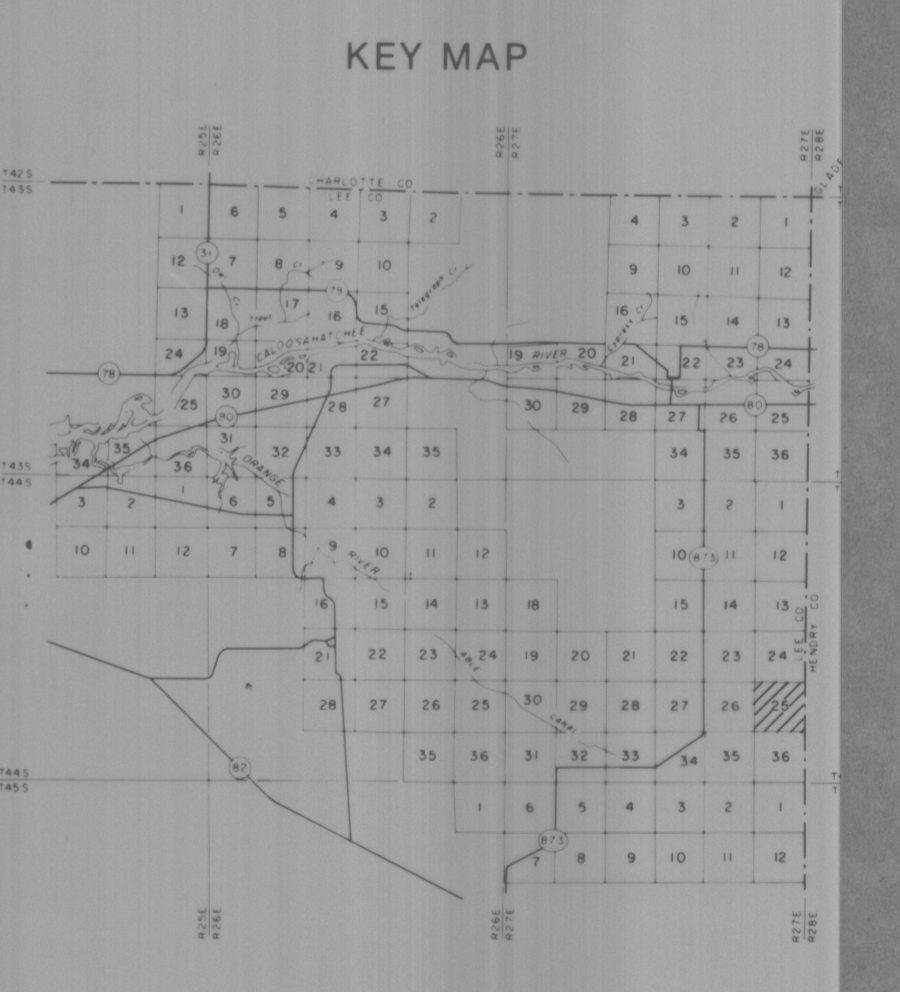 KEY MAP
R25E R26E R26E R27E R27E R28E
T42S
T43S
CHARLOTTE CO
LEE CO
GLADE
1 6 5 4 3 2 4 3 2 1
31
12 7 8 9 10 9 10 11 12
78
Telegraph Cr
13 18 17 16 15 16 15 14 13
Cypress Cr
CALOOSAHATCHEE RIVER
24 19 20 21 22 19 20 21 22 23 24
78
78
25 30 29 28 27 30 29 28 27 26 25
80
80
34 35 36 31 32 33 34 35 34 35 36
ORANGE RIVER
T43S
T44S
3 2 1 6 5 4 3 2 3 2 1
10 11 12 7 8 9 10 11 12 10 11 12
873
16 15 14 13 18 15 14 13
LEE CO
HENDRY CO
21 22 23 24 19 20 21 22 23 24
ABLE CANAL
28 27 26 25 30 29 28 27 26 25
35 36 31 32 33 34 35 36
82
T44S
T45S
1 6 5 4 3 2 1
873
7 8 9 10 11 12
R25E R26E R26E R27E R27E R28E